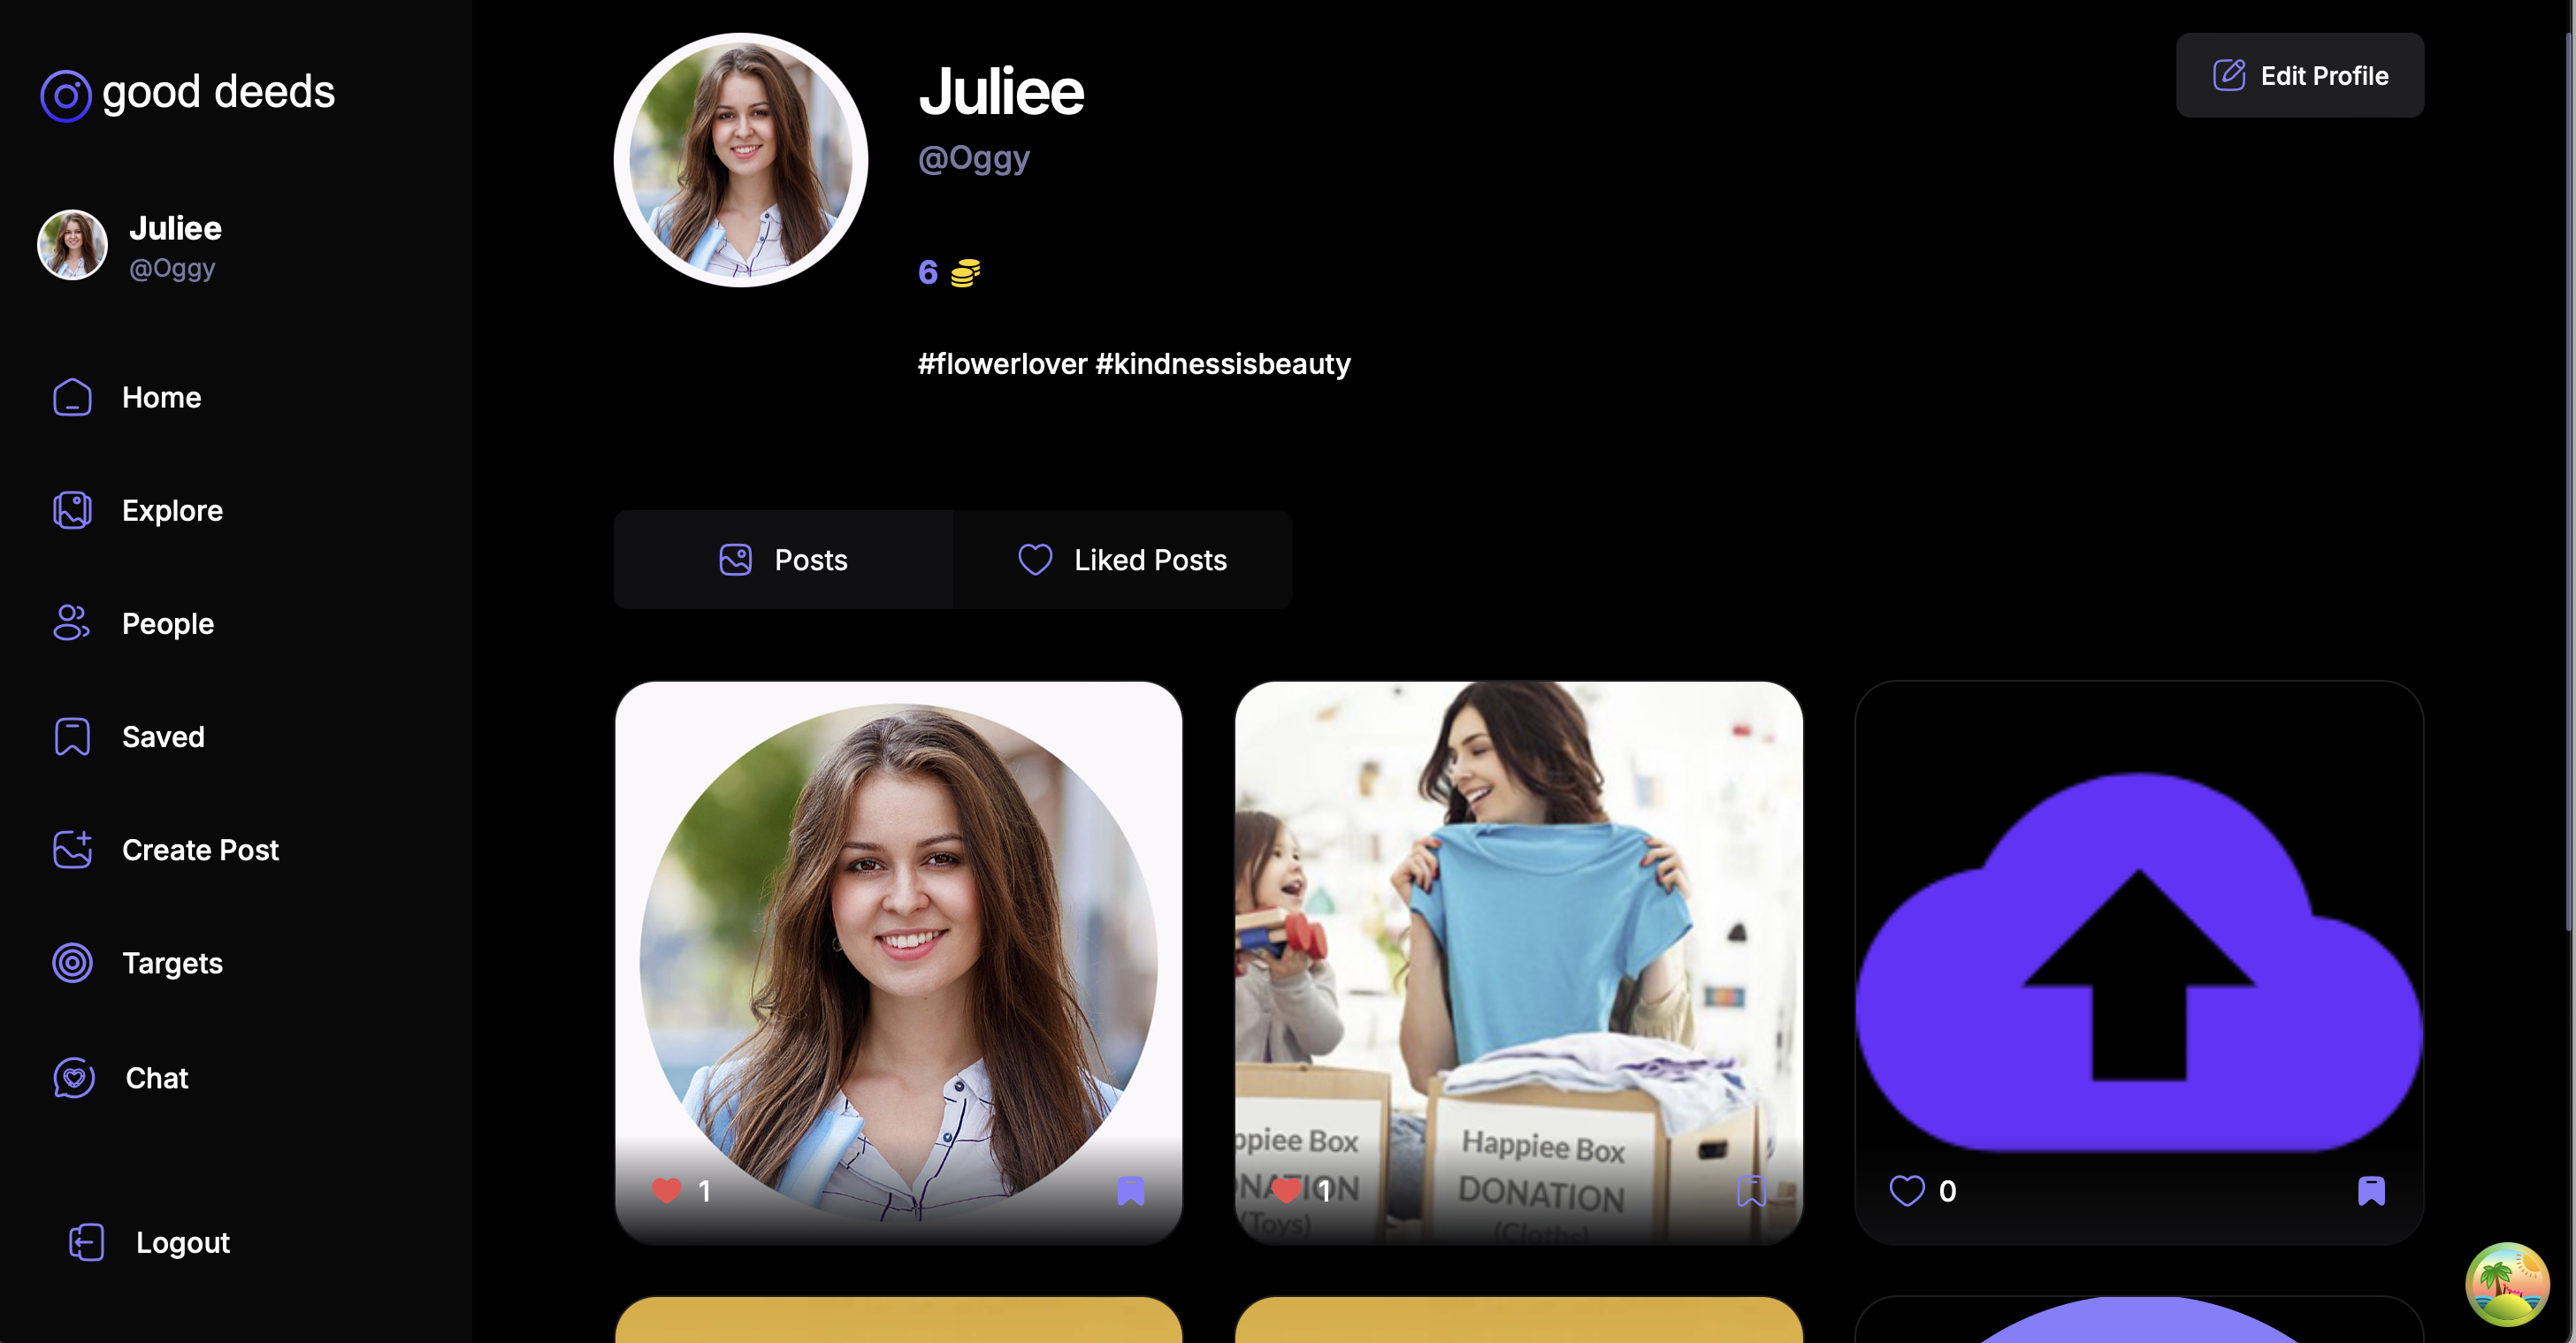 good deeds
Juliee
@Oggy
Home
Explore
People
Saved
Create Post
Targets
Chat
Logout
Juliee
@Oggy
6
#flowerlover #kindnessisbeauty
Edit Profile
Posts
Liked Posts
1
ppiee Box
NATION
(Toys)
1
Happiee Box
DONATION
(Cloths)
0